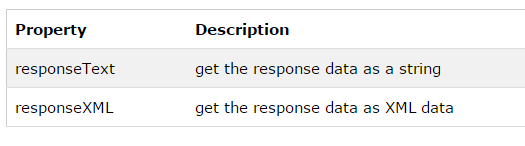 Property Description
responseText get the response data as a string
responseXML get the response data as XML data